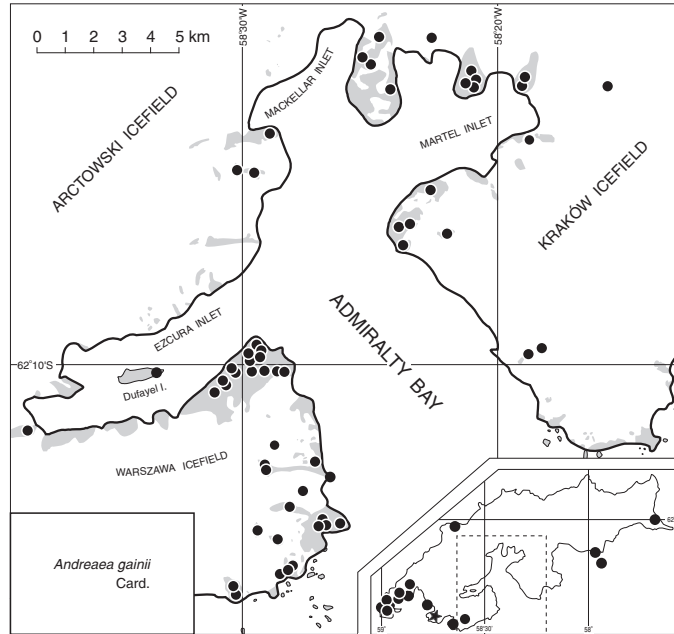 58°30'W
58°20'W
0 1 2 3 4 5 km
MACKELLAR INLET
ARCTOWSKI ICEFIELD
MARTEL INLET
KRAKÓW ICEFIELD
ADMIRALTY BAY
EZCURA INLET
62°10'S
Dufayel I.
WARSZAWA ICEFIELD
Andreaea gainii
Card.
62
59°
58°30'
58°